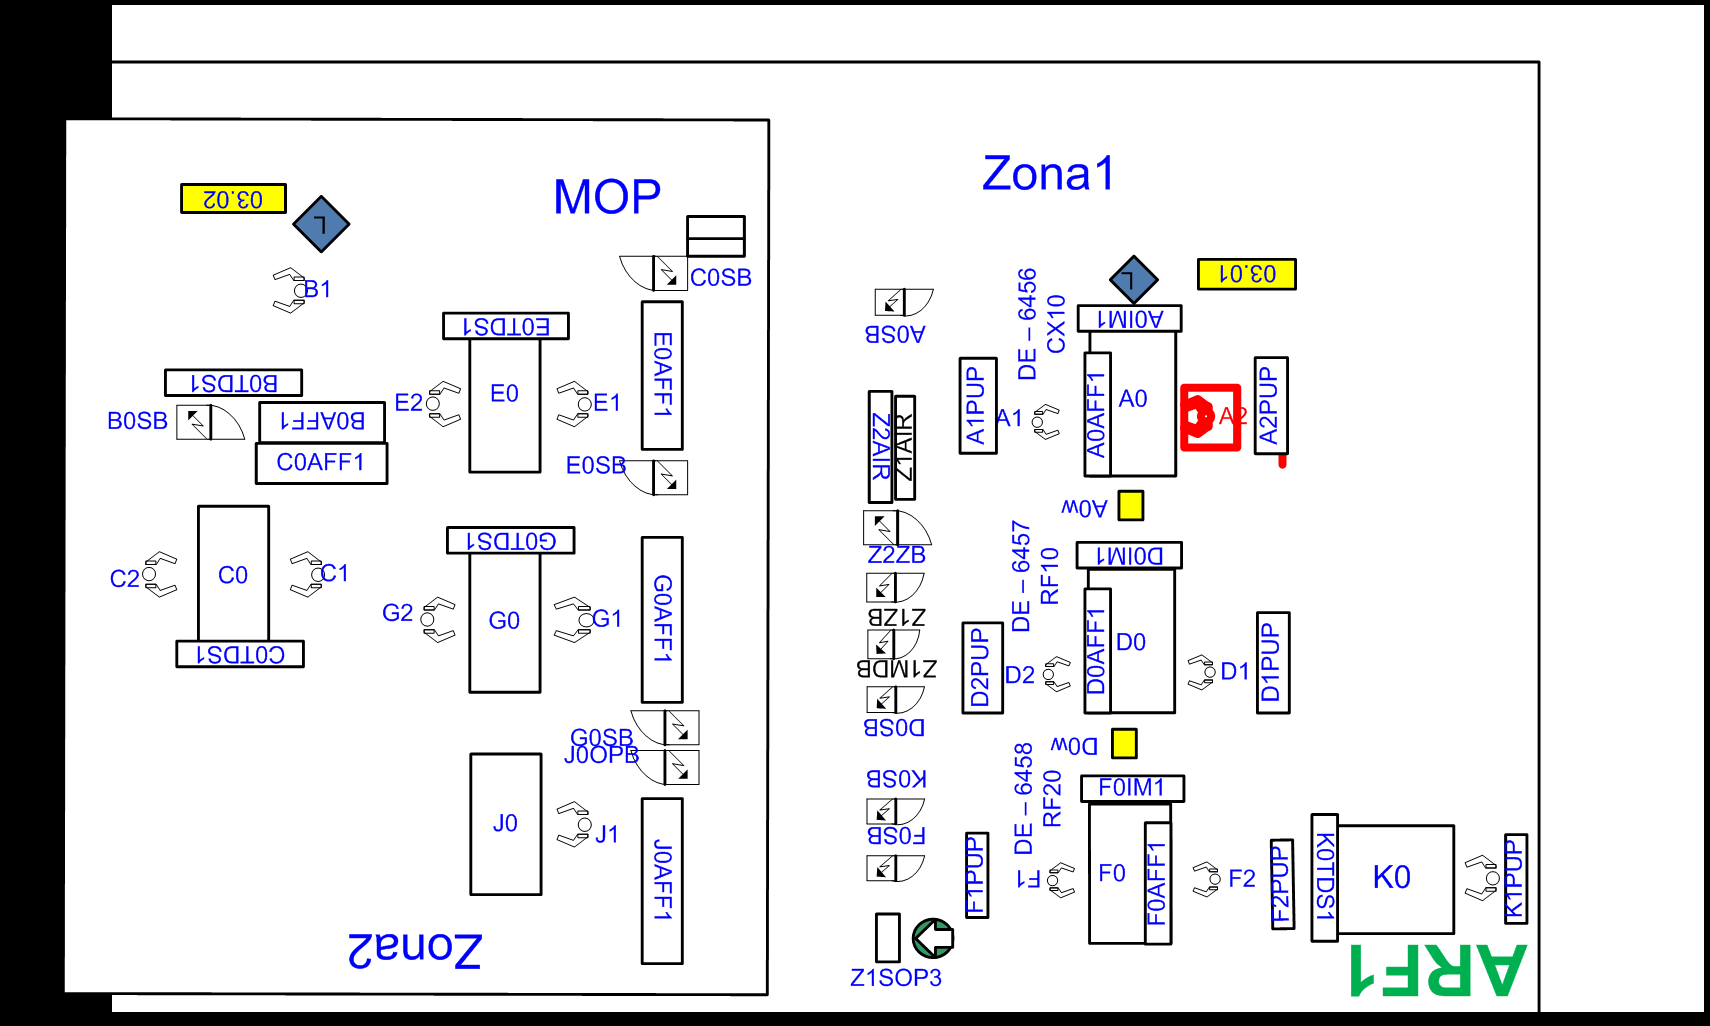 Zona1
MOP
03.02
L
B1
C0SB
E0TDS1
E0AFF1
B0TDS1
E2
E0
E1
B0SB
B0AFF1
C0AFF1
E0SB
G0TDS1
C2
C0
C1
G0AFF1
G2
G0
G1
C0TDS1
G0SB
J0OPB
J0
J1
J0AFF1
Zona2
A0SB
DE – 6456
CX10
L
03.01
A0IM1
A1PUP
A1
A0AFF1
A0
A2
A2PUP
Z2AIR
Z1AIR
A0w
Z2ZB
DE – 6457
RF10
D0IM1
Z1ZB
Z1MDB
D2PUP
D2
D0AFF1
D0
D1
D1PUP
D0SB
D0w
K0SB
DE – 6458
RF20
F0IM1
F0SB
F1PUP
F1
F0
F0AFF1
F2
F2PUP
K0TDS1
K0
K1PUP
Z1SOP3
ARF1